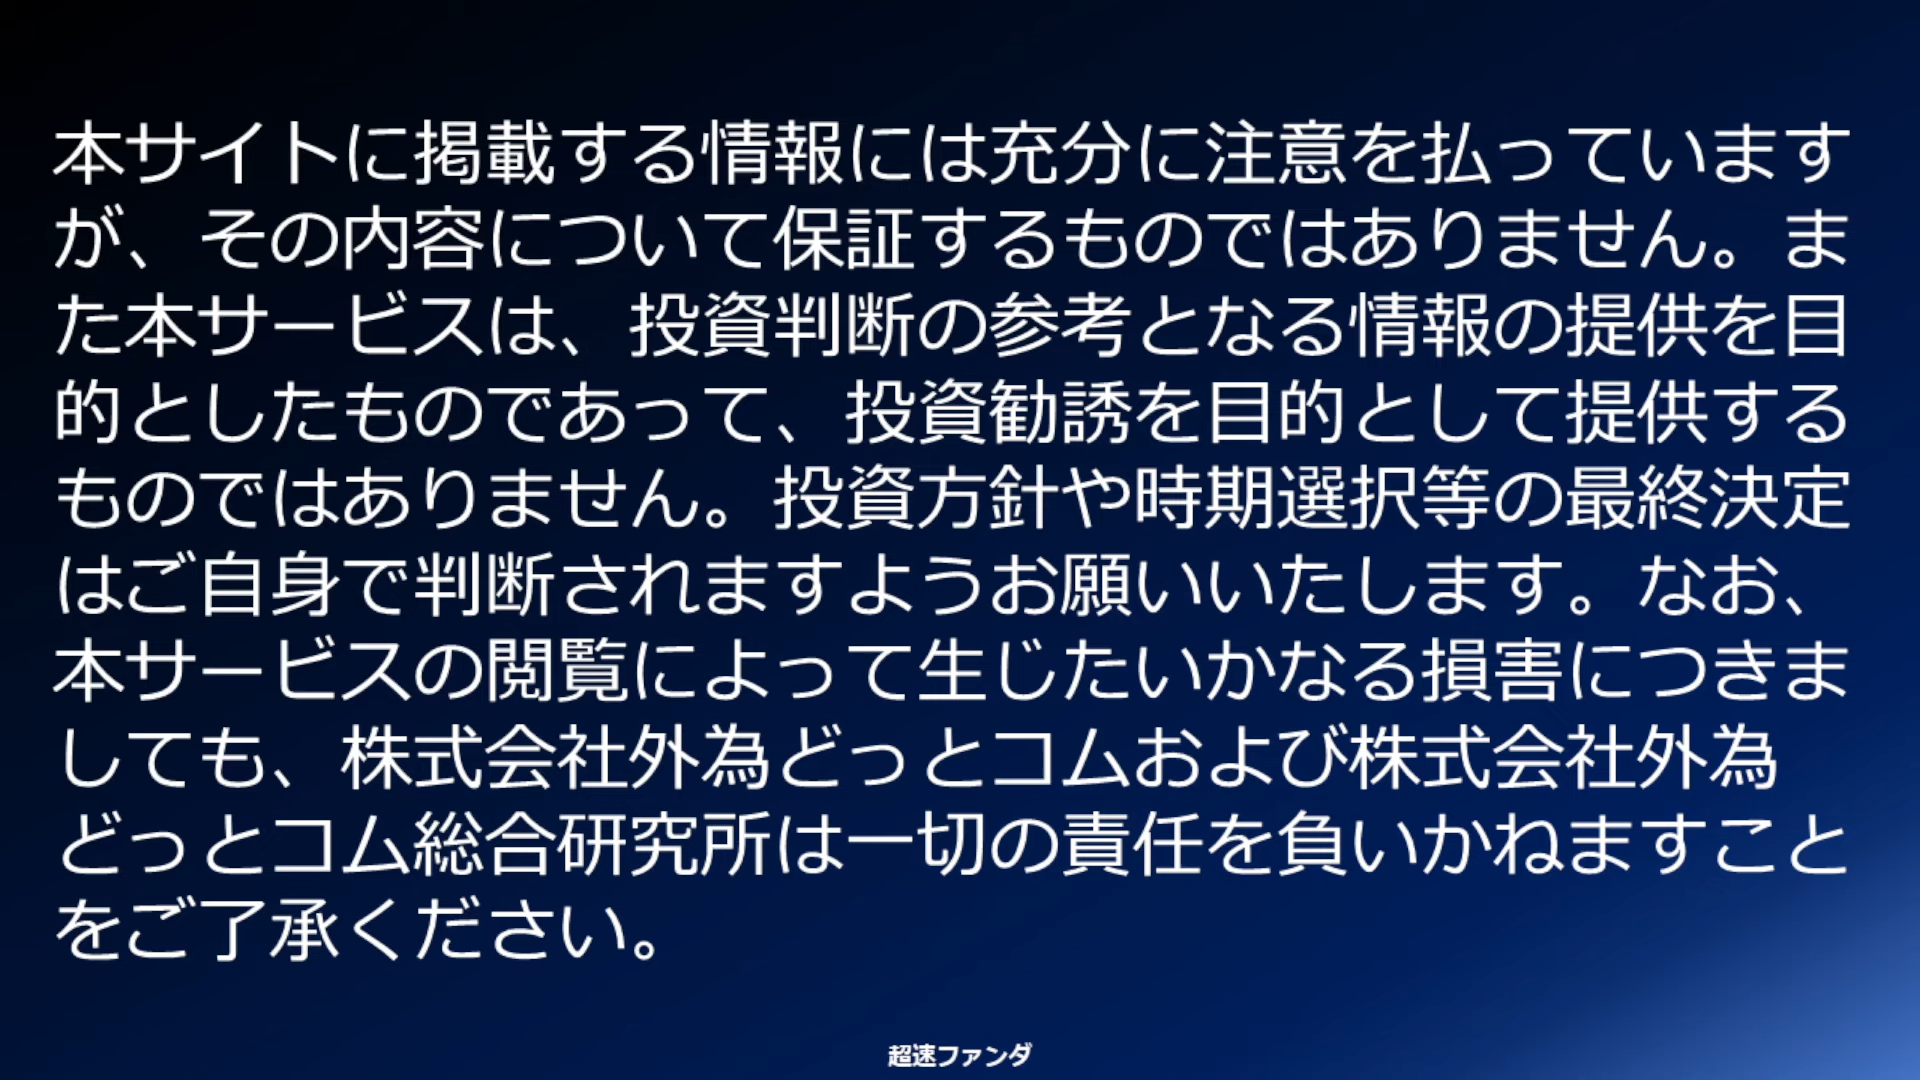 本サイトに掲載する情報には充分に注意を払っています
が、その内容について保証するものではありません。ま
た本サービスは、投資判断の参考となる情報の提供を目
的としたものであって、投資勧誘を目的として提供する
ものではありません。投資方針や時期選択等の最終決定
はご自身で判断されますようお願いいたします。なお、
本サービスの閲覧によって生じたいかなる損害につきま
しても、株式会社外為どっとコムおよび株式会社外為
どっとコム総合研究所は一切の責任を負いかねますこと
をご了承ください。
超速ファンダ